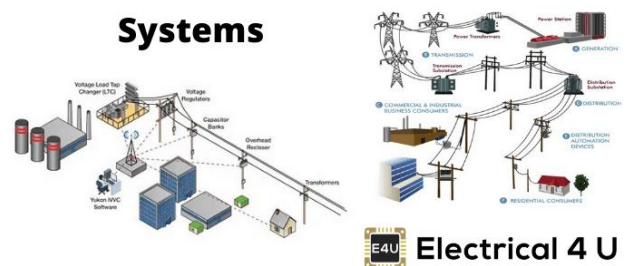 Systems
Voltage-Load Tap
Changer (LTC)
Voltage
Regulators
Capacitor
Banks
Overhead
Recloser
Transformers
Yukon IVVC
Software
Power Station
Power Transformers
A GENERATION
B TRANSMISSION
Transmission
Substation
Distribution
Substation
C COMMERCIAL & INDUSTRIAL
BUSINESS CONSUMERS
DISTRIBUTION
DISTRIBUTION
AUTOMATION
DEVICES
RESIDENTIAL CONSUMERS
E4U
Electrical 4 U